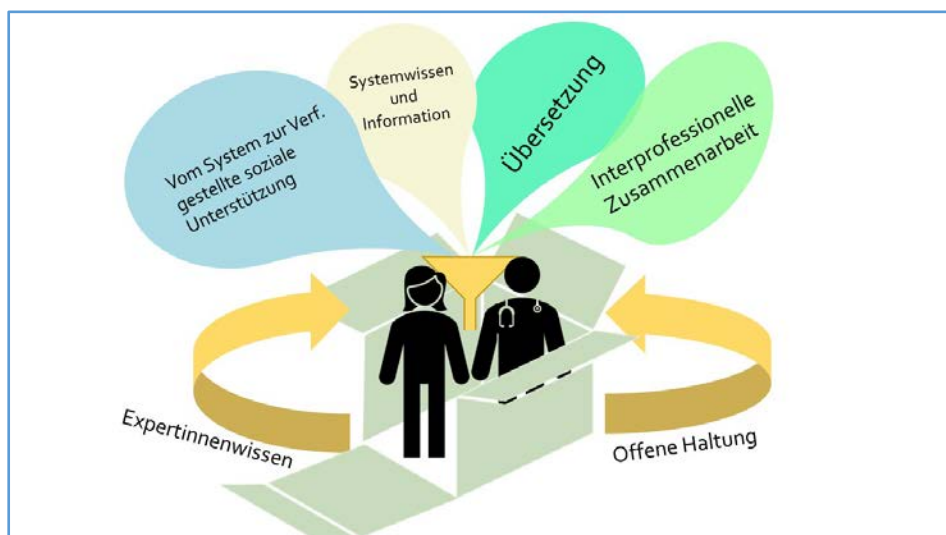 Vom System zur Verf.
gestellte soziale
Unterstützung
Systemwissen
und
Information
Übersetzung
Interprofessionelle
Zusammenarbeit
Expertinnenwissen
Offene Haltung